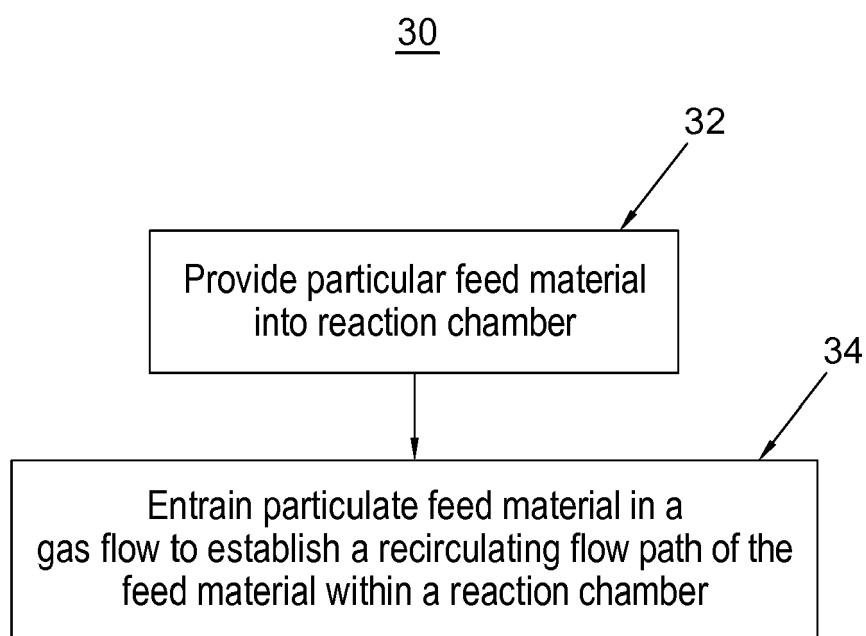 30
32
Provide particular feed material
into reaction chamber
34
Entrain particulate feed material in a
gas flow to establish a recirculating flow path of the
feed material within a reaction chamber